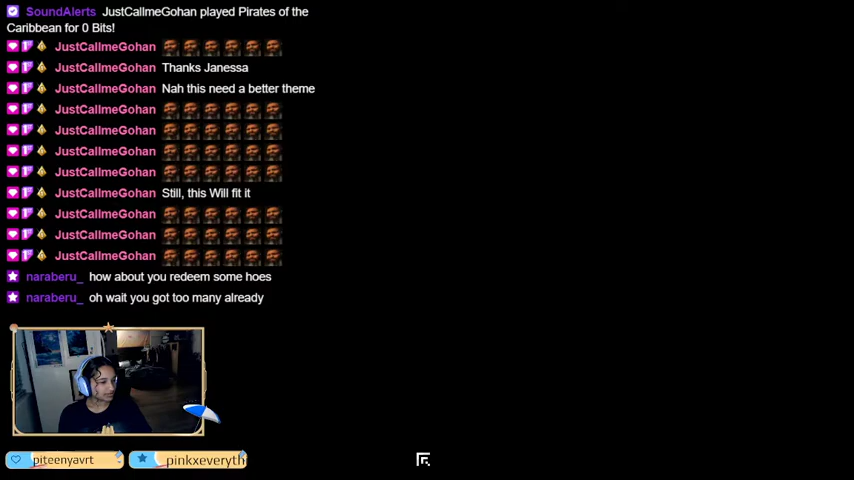 SoundAlerts JustCallmeGohan played Pirates of the
Caribbean for 0 Bits!
JustCallmeGohan
JustCallmeGohan Thanks Janessa
JustCallmeGohan Nah this need a better theme
JustCallmeGohan
JustCallmeGohan
JustCallmeGohan
JustCallmeGohan
JustCallmeGohan Still, this Will fit it
JustCallmeGohan
JustCallmeGohan
JustCallmeGohan
naraberu_ how about you redeem some hoes
naraberu_ oh wait you got too many already
piteenyavrt
pinkxeveryth